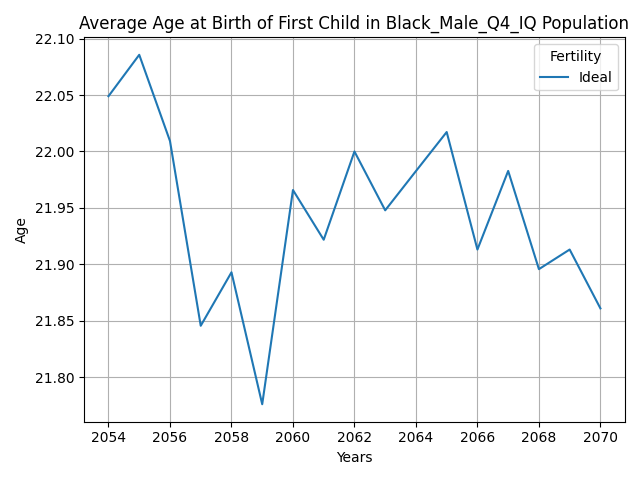 Average Age at Birth of First Child in Black_Male_Q4_IQ Population
22.10
22.05
22.00
21.95
21.90
21.85
21.80
Age
Fertility
Ideal
2054 2056 2058 2060 2062 2064 2066 2068 2070
Years